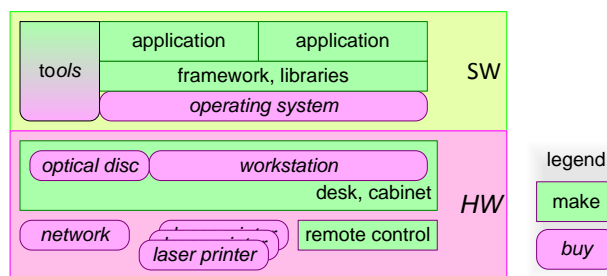 tools
application
application
framework, libraries
operating system
SW
optical disc
workstation
desk, cabinet
HW
network
laser printer
remote control
legend
make
buy